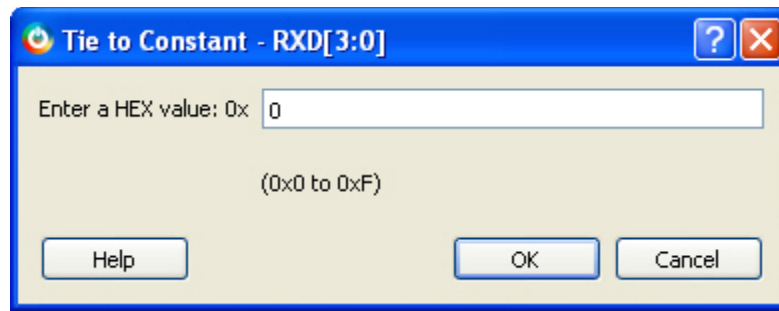 Tie to Constant - RXD[3:0]
?
Enter a HEX value: 0x 0
(0x0 to 0xF)
Help OK Cancel